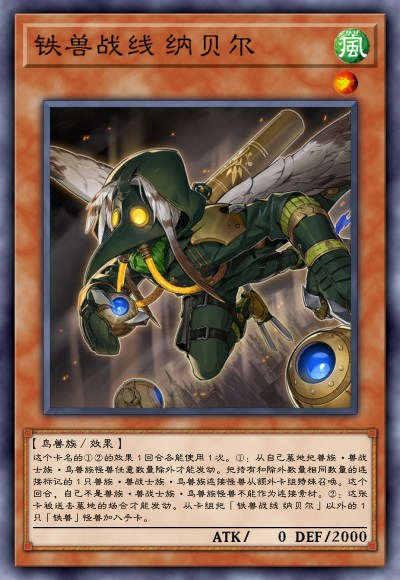 铁兽战线 纳贝尔
風
【鸟兽族/效果】
这个卡名的①②的效果1回合各能使用1次。①：从自己墓地把兽族·兽战
士族·鸟兽族怪兽任意数量除外才能发动。把持有和除外数量相同数量的连接
标记的1只兽族·兽战士族·鸟兽族连接怪兽从额外卡组特殊召唤。这个
回合，自己不是兽族·兽战士族·鸟兽族怪兽不能作为连接素材。②：这张
卡被送去墓地的场合才能发动。从卡组把「铁兽战线 纳贝尔」以外的1
只「铁兽」怪兽加入手卡。
ATK/ 0 DEF/2000